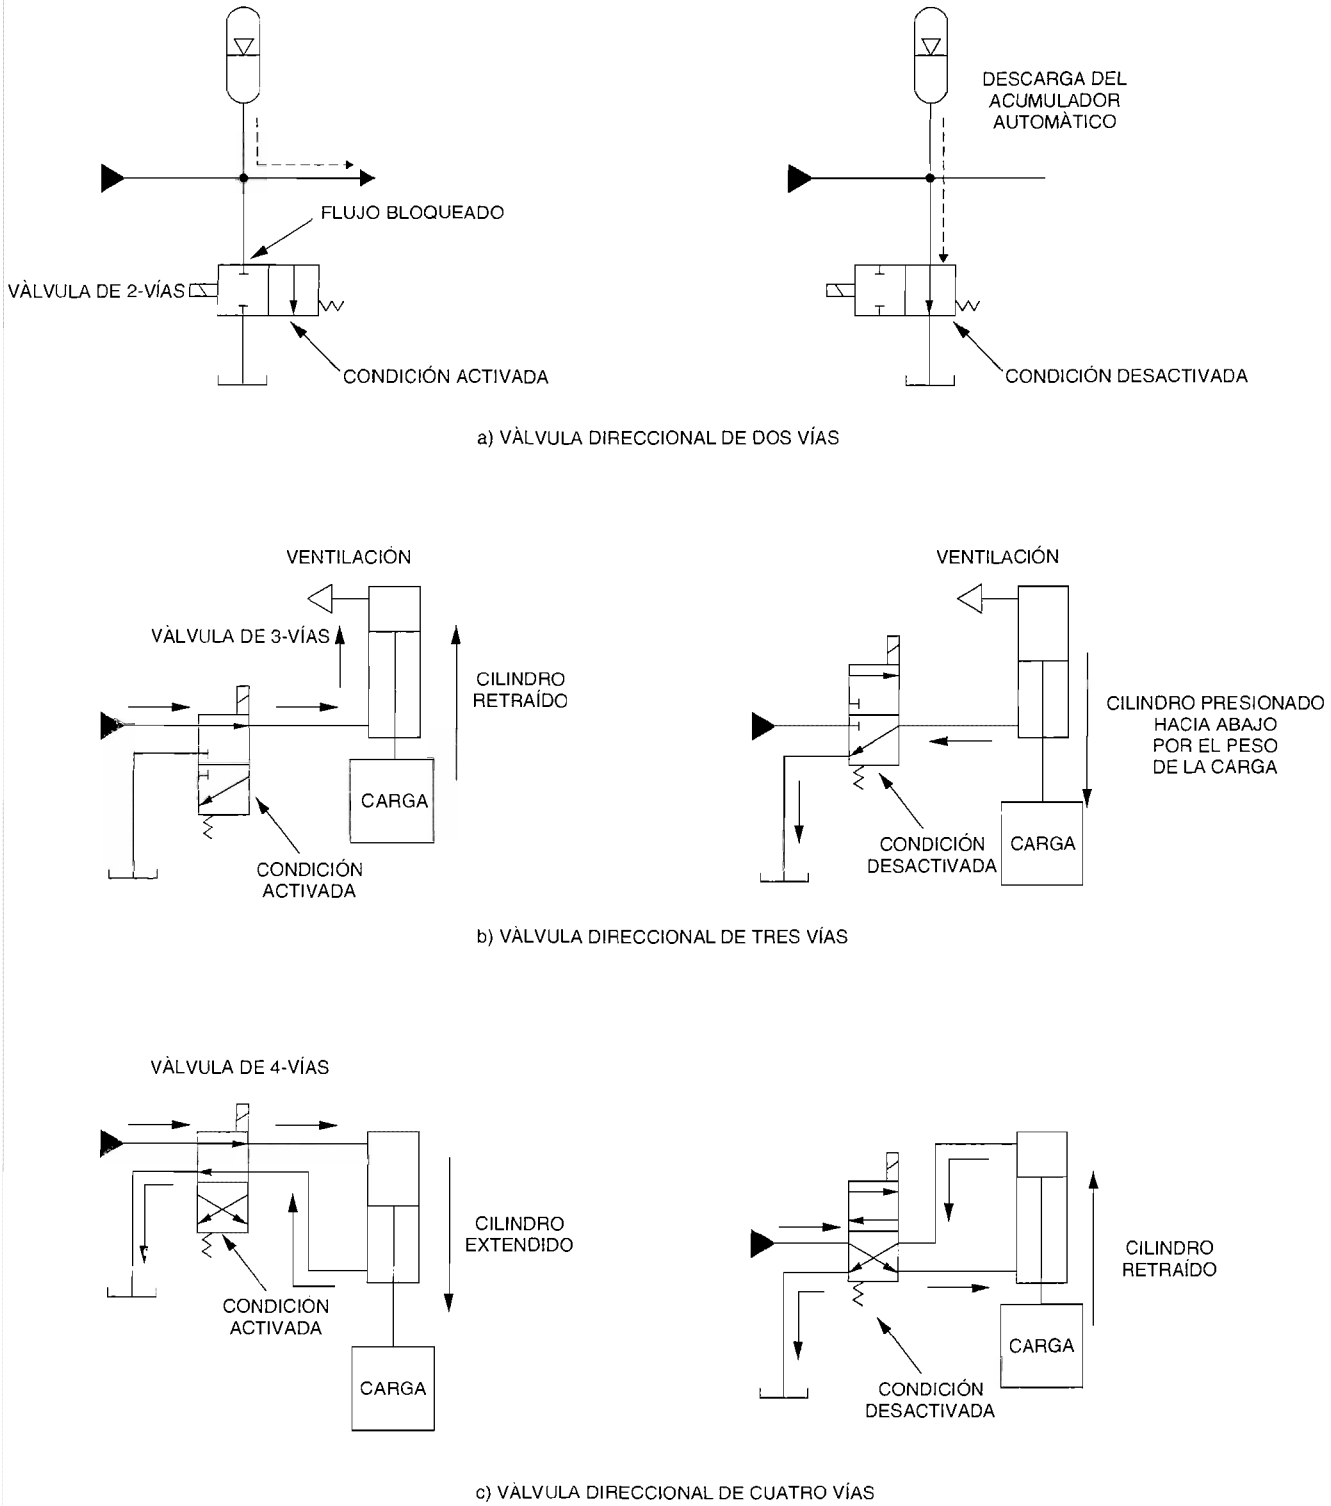 DESCARGA DEL
ACUMULADOR
AUTOMÀTICO
FLUJO BLOQUEADO
VÀLVULA DE 2-VÍAS
CONDICIÓN ACTIVADA
CONDICIÓN DESACTIVADA
a) VÀLVULA DIRECCIONAL DE DOS VÍAS
VENTILACIÓN
VÀLVULA DE 3-VÍAS
CILINDRO
RETRAÍDO
CARGA
CONDICIÓN
ACTIVADA
VENTILACIÓN
CILINDRO PRESIONADO
HACIA ABAJO
POR EL PESO
DE LA CARGA
CONDICIÓN
DESACTIVADA
CARGA
b) VÀLVULA DIRECCIONAL DE TRES VÍAS
VÀLVULA DE 4-VÍAS
CILINDRO
EXTENDIDO
CONDICIÓN
ACTIVADA
CARGA
CILINDRO
RETRAÍDO
CARGA
CONDICIÓN
DESACTIVADA
c) VÀLVULA DIRECCIONAL DE CUATRO VÍAS